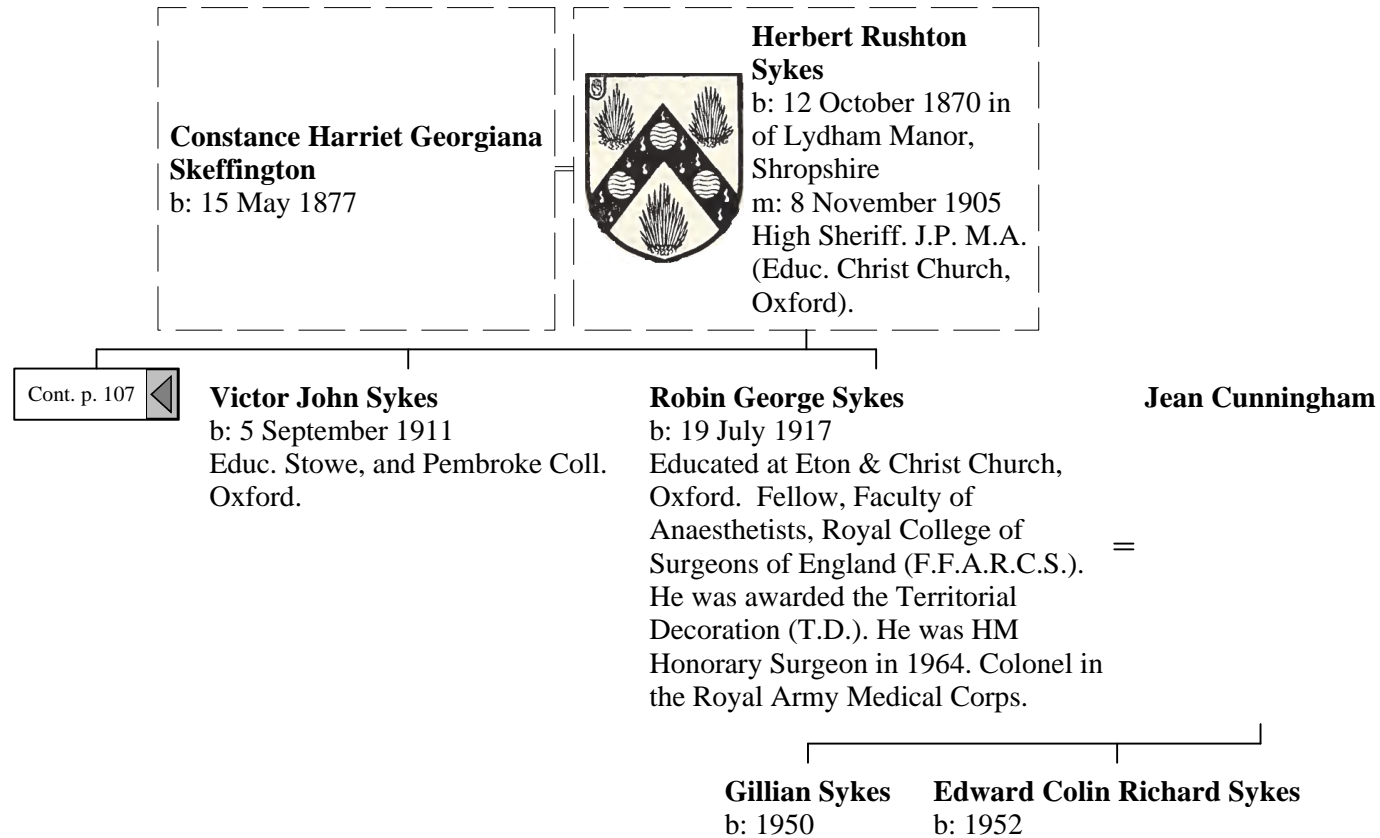 Herbert Rushton
Sykes
b: 12 October 1870 in
of Lydham Manor,
Shropshire
m: 8 November 1905
High Sheriff. J.P. M.A.
(Educ. Christ Church,
Oxford).
Constance Harriet Georgiana
Skeffington
b: 15 May 1877
=
Cont. p. 107
Victor John Sykes
b: 5 September 1911
Educ. Stowe, and Pembroke Coll.
Oxford.
Robin George Sykes
b: 19 July 1917
Educated at Eton & Christ Church,
Oxford. Fellow, Faculty of
Anaesthetists, Royal College of
Surgeons of England (F.F.A.R.C.S.).
He was awarded the Territorial
Decoration (T.D.). He was HM
Honorary Surgeon in 1964. Colonel in
the Royal Army Medical Corps.
=
Jean Cunningham
Gillian Sykes
b: 1950
Edward Colin Richard Sykes
b: 1952